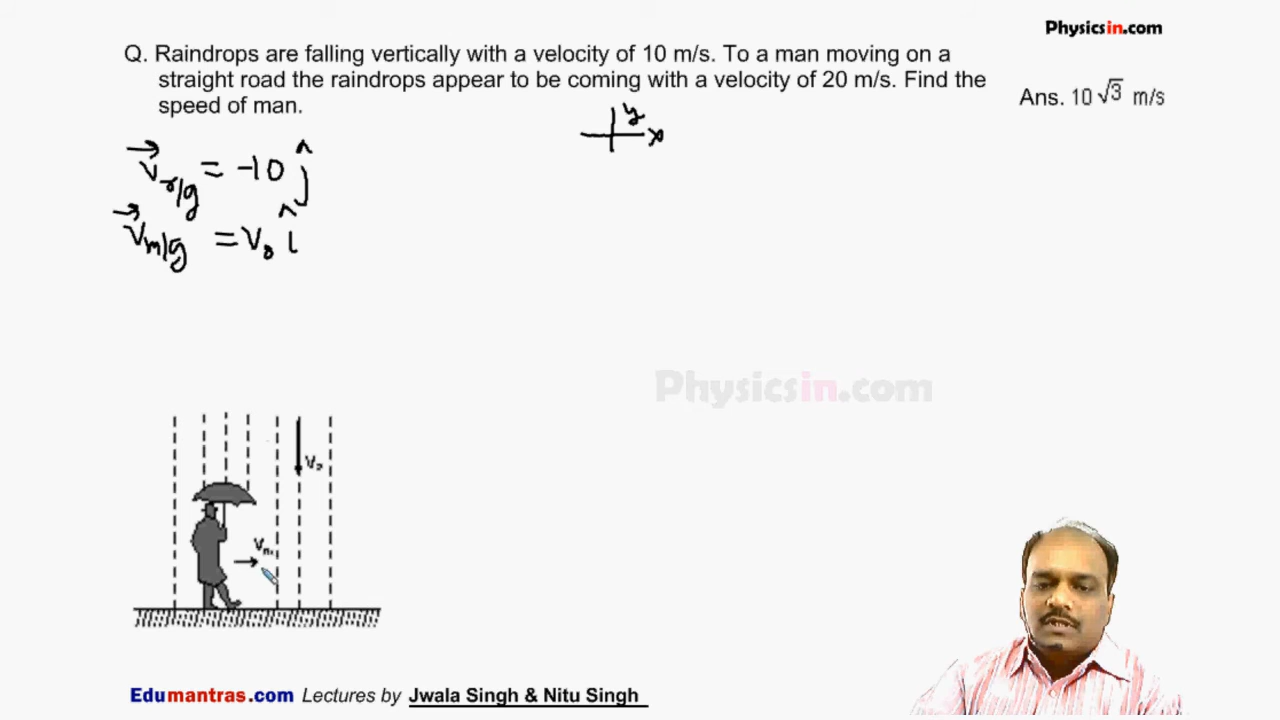 Physicsin.com
Q. Raindrops are falling vertically with a velocity of 10 m/s. To a man moving on a
straight road the raindrops appear to be coming with a velocity of 20 m/s. Find the
speed of man.
Ans. 10 √3 m/s
y
x
v⃗r/g = -10 ĵ
v⃗m/g = v₀ î
Physicsin.com
Vm
Edumantras.com Lectures by Jwala Singh & Nitu Singh